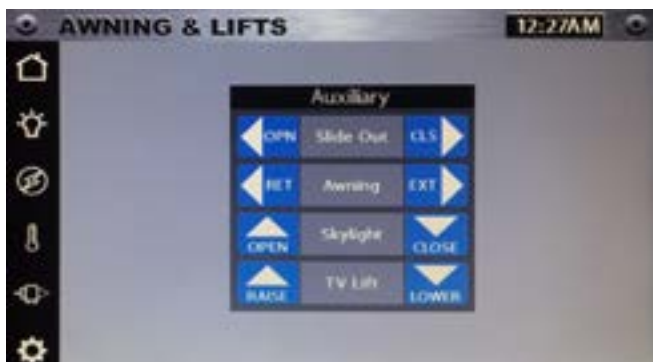 AWNING & LIFTS 12:27AM
Auxiliary
OPN Slide Out CLS
RET Awning EXT
Skylight
OPEN CLOSE
TV Lift
RAISE LOWER